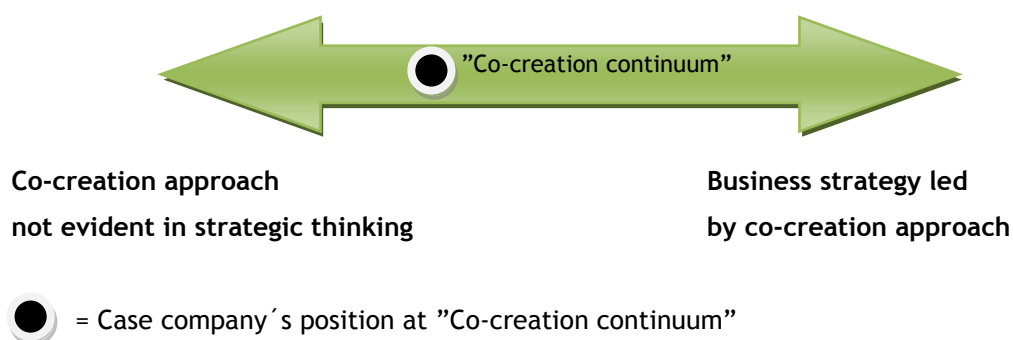 ”Co-creation continuum”
Co-creation approach
not evident in strategic thinking
Business strategy led
by co-creation approach
= Case company´s position at ”Co-creation continuum”